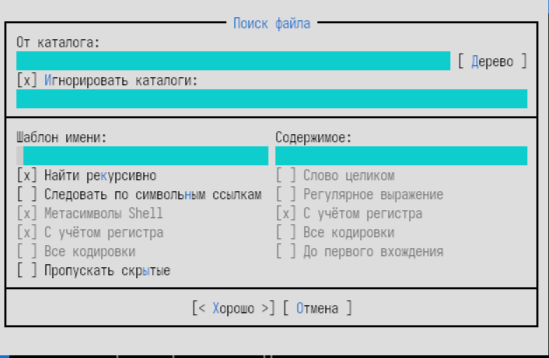 Поиск файла
От каталога:
[ Дерево ]
[x] Игнорировать каталоги:
Шаблон имени: Содержимое:
[x] Найти рекурсивно [ ] Слово целиком
[ ] Следовать по символьным ссылкам [ ] Регулярное выражение
[x] Метасимволы Shell [x] С учётом регистра
[x] С учётом регистра [ ] Все кодировки
[ ] Все кодировки [ ] До первого вхождения
[ ] Пропускать скрытые
[< Хорошо >] [ Отмена ]